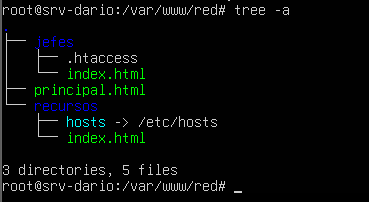 root@srv-dario:/var/www/red# tree -a
.
├── jefes
│   ├── .htaccess
│   └── index.html
├── principal.html
└── recursos
    ├── hosts -> /etc/hosts
    └── index.html

3 directories, 5 files
root@srv-dario:/var/www/red# _